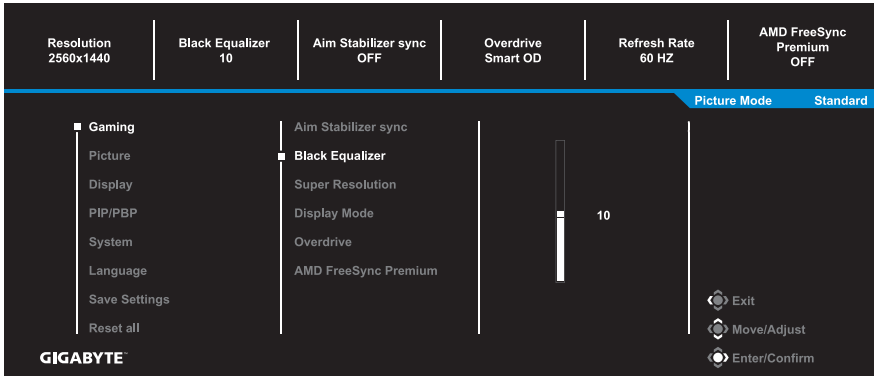 Resolution
2560x1440
Black Equalizer
10
Aim Stabilizer sync
OFF
Overdrive
Smart OD
Refresh Rate
60 HZ
AMD FreeSync
Premium
OFF
Picture Mode Standard
Gaming
Picture
Display
PIP/PBP
System
Language
Save Settings
Reset all
Aim Stabilizer sync
Black Equalizer
Super Resolution
Display Mode
Overdrive
AMD FreeSync Premium
10
Exit
Move/Adjust
Enter/Confirm
GIGABYTE™